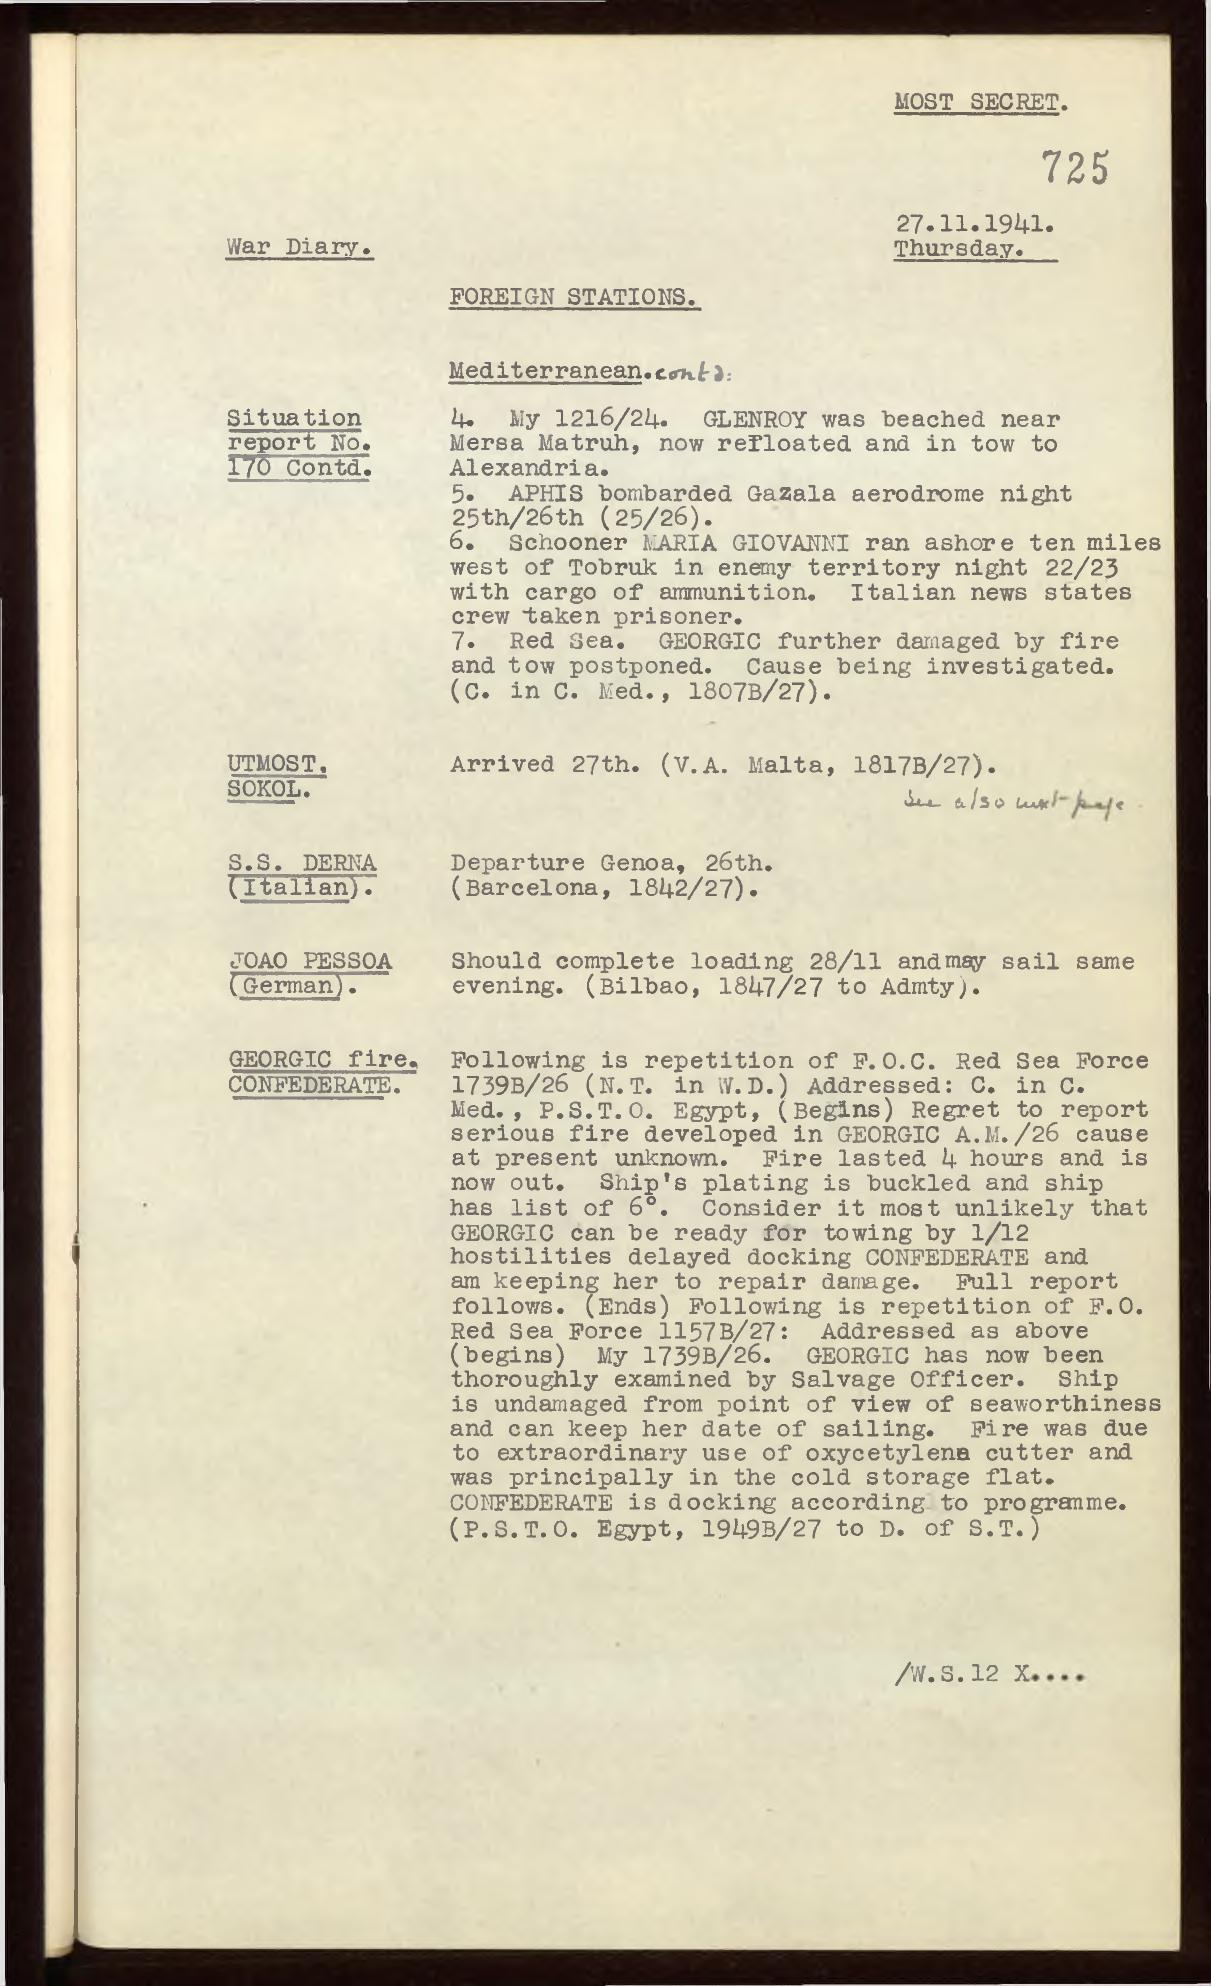 MOST SECRET.
725
27.11.1941.
Thursday.
War Diary.
FOREIGN STATIONS.
Mediterranean. contd:
Situation
report No.
170 Contd.
4. My 1216/24. GLENROY was beached near
Mersa Matruh, now refloated and in tow to
Alexandria.
5. APHIS bombarded Gazala aerodrome night
25th/26th (25/26).
6. Schooner MARIA GIOVANNI ran ashore ten miles
west of Tobruk in enemy territory night 22/23
with cargo of ammunition. Italian news states
crew taken prisoner.
7. Red Sea. GEORGIC further damaged by fire
and tow postponed. Cause being investigated.
(C. in C. Med., 1807B/27).
UTMOST.
SOKOL.
Arrived 27th. (V.A. Malta, 1817B/27).
See also next page
S.S. DERNA
(Italian).
Departure Genoa, 26th.
(Barcelona, 1842/27).
JOAO PESSOA
(German).
Should complete loading 28/11 and may sail same
evening. (Bilbao, 1847/27 to Admty).
GEORGIC fire.
CONFEDERATE.
Following is repetition of F.O.C. Red Sea Force
1739B/26 (N.T. in W.D.) Addressed: C. in C.
Med., P.S.T.O. Egypt, (Begins) Regret to report
serious fire developed in GEORGIC A.M./26 cause
at present unknown. Fire lasted 4 hours and is
now out. Ship's plating is buckled and ship
has list of 6°. Consider it most unlikely that
GEORGIC can be ready for towing by 1/12
hostilities delayed docking CONFEDERATE and
am keeping her to repair damage. Full report
follows. (Ends) Following is repetition of F.O.
Red Sea Force 1157B/27: Addressed as above
(begins) My 1739B/26. GEORGIC has now been
thoroughly examined by Salvage Officer. Ship
is undamaged from point of view of seaworthiness
and can keep her date of sailing. Fire was due
to extraordinary use of oxycetylene cutter and
was principally in the cold storage flat.
CONFEDERATE is docking according to programme.
(P.S.T.O. Egypt, 1949B/27 to D. of S.T.)
/W.S.12 X....